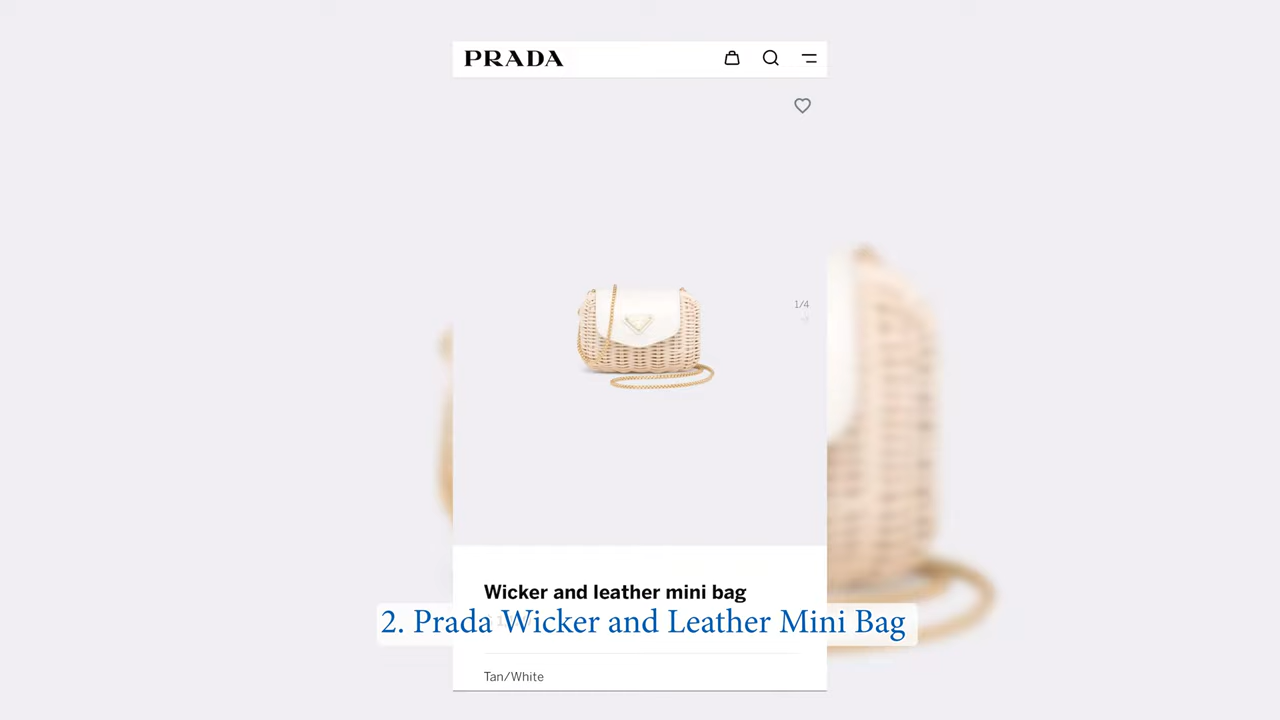 PRADA
1/4
Wicker and leather mini bag
2. Prada Wicker and Leather Mini Bag
Tan/White